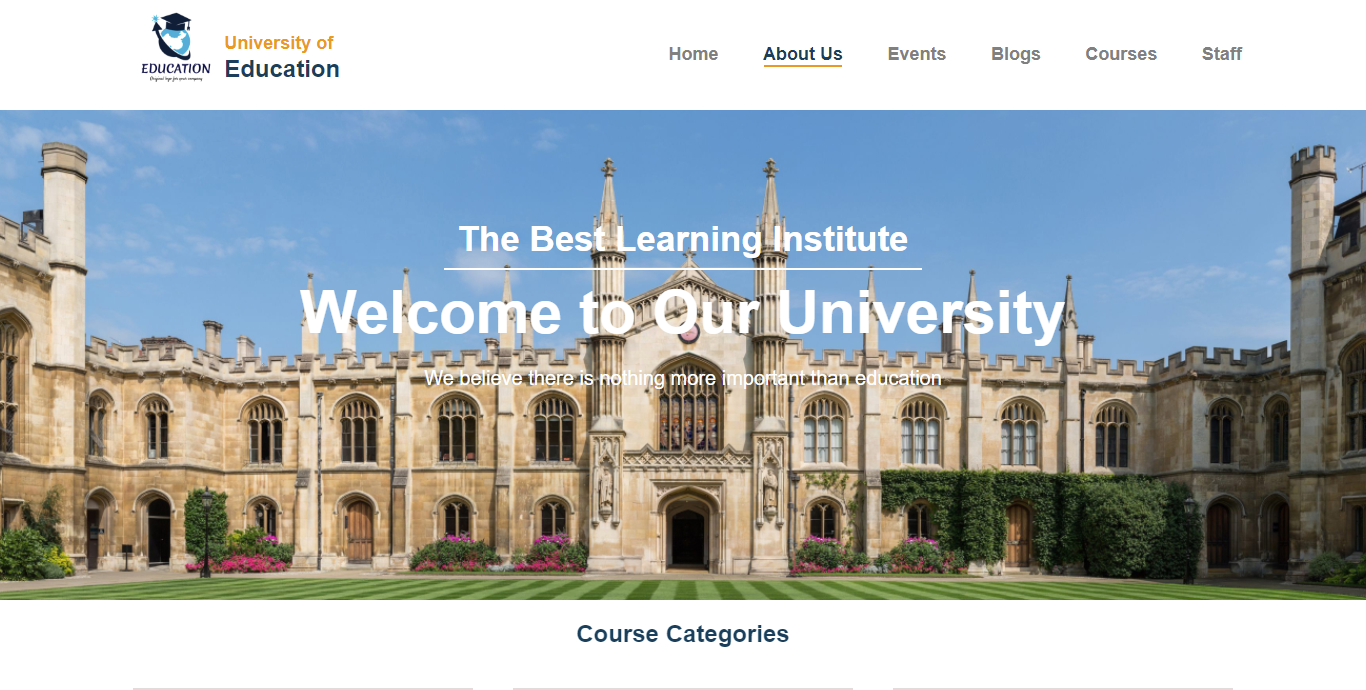 EDUCATION
Original logo for your company
University of
Education
Home
About Us
Events
Blogs
Courses
Staff
The Best Learning Institute
Welcome to Our University
We believe there is nothing more important than education
Course Categories